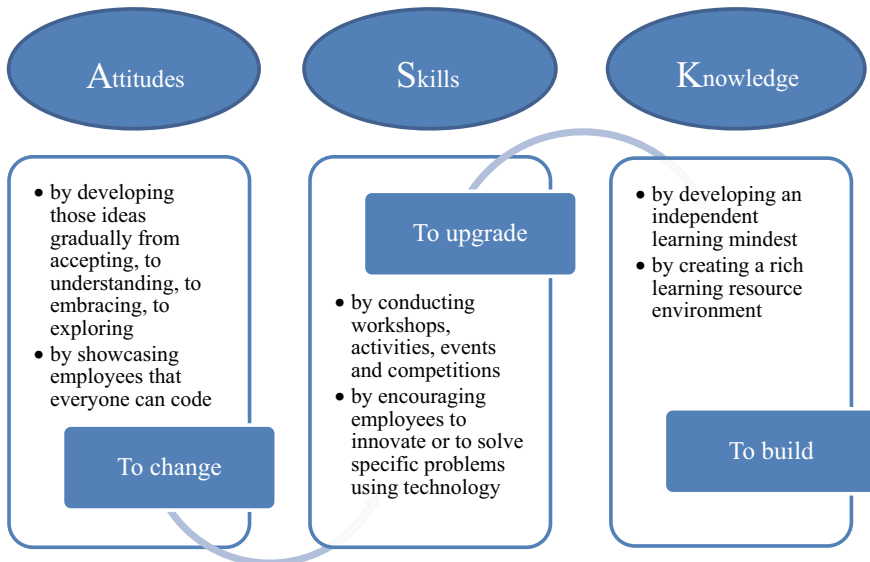 Attitudes
Skills
Knowledge
• by developing
those ideas
gradually from
accepting, to
understanding, to
embracing, to
exploring
• by showcasing
employees that
everyone can code
To change
To upgrade
• by conducting
workshops,
activities, events
and competitions
• by encouraging
employees to
innovate or to solve
specific problems
using technology
• by developing an
independent
learning mindest
• by creating a rich
learning resource
environment
To build